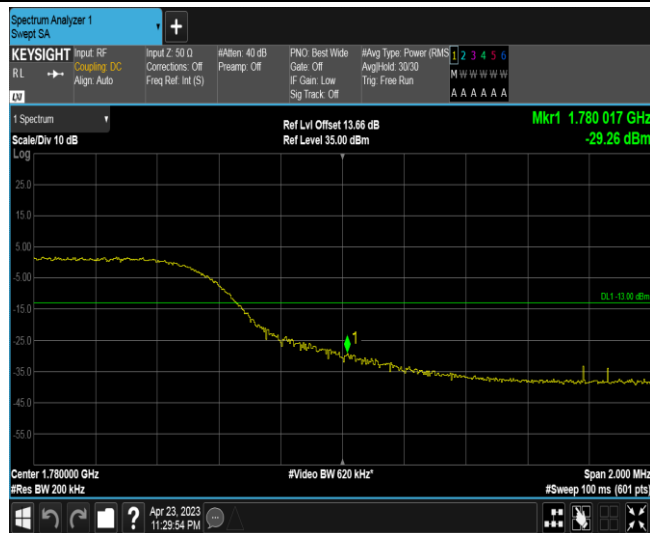 Spectrum Analyzer 1
Swept SA
KEYSIGHT
RL
LXI
Input: RF
Coupling: DC
Align: Auto
Input Z: 50 Ω
Corrections: Off
Freq Ref: Int (S)
#Atten: 40 dB
Preamp: Off
PNO: Best Wide
Gate: Off
IF Gain: Low
Sig Track: Off
#Avg Type: Power (RMS
Avg|Hold: 30/30
Trig: Free Run
1 2 3 4 5 6
M W W W W W
A A A A A A
1 Spectrum
Scale/Div 10 dB
Log
Ref Lvl Offset 13.66 dB
Ref Level 35.00 dBm
Mkr1 1.780 017 GHz
-29.26 dBm
25.0
15.0
5.00
-5.00
-15.0
-25.0
-35.0
-45.0
-55.0
DL1 -13.00 dBm
1
Center 1.780000 GHz
#Res BW 200 kHz
#Video BW 620 kHz*
Span 2.000 MHz
#Sweep 100 ms (601 pts)
?
Apr 23, 2023
11:29:54 PM